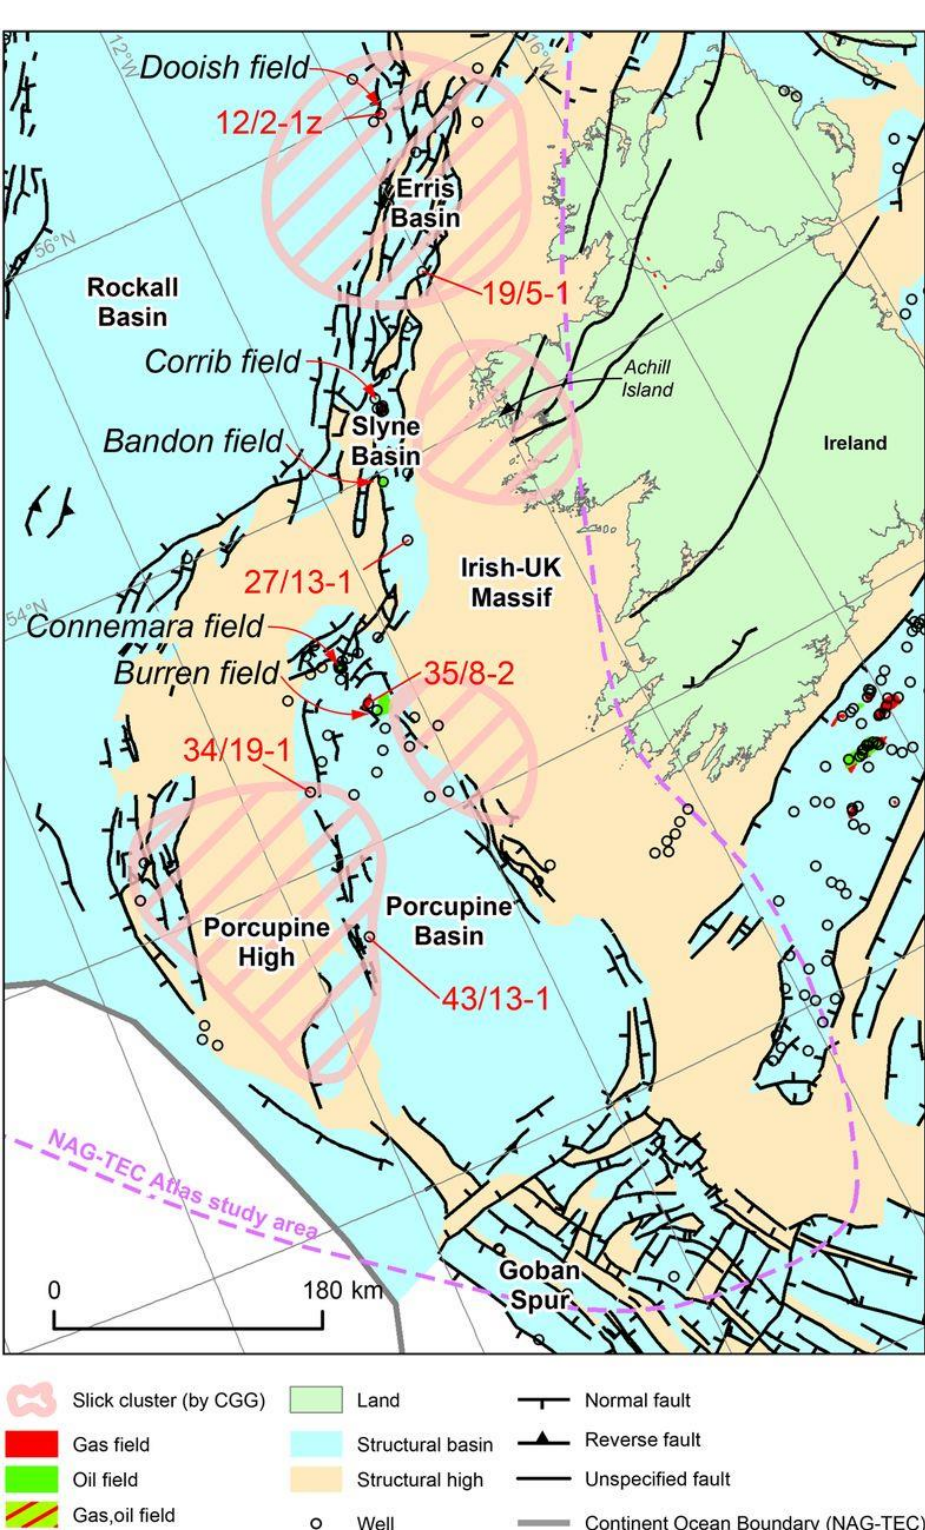 12°W
16°W
Dooish field
12/2-1z
Erris
Basin
56°N
Rockall
Basin
19/5-1
Corrib field
Achill
Island
Slyne
Basin
Bandon field
Ireland
Irish-UK
Massif
27/13-1
54°N
Connemara field
Burren field
35/8-2
34/19-1
Porcupine
High
Porcupine
Basin
43/13-1
NAG-TEC Atlas study area
Goban
Spur
0
180 km
Slick cluster (by CGG)
Land
Normal fault
Gas field
Structural basin
Reverse fault
Oil field
Structural high
Unspecified fault
Gas,oil field
Well
Continent Ocean Boundary (NAG-TEC)